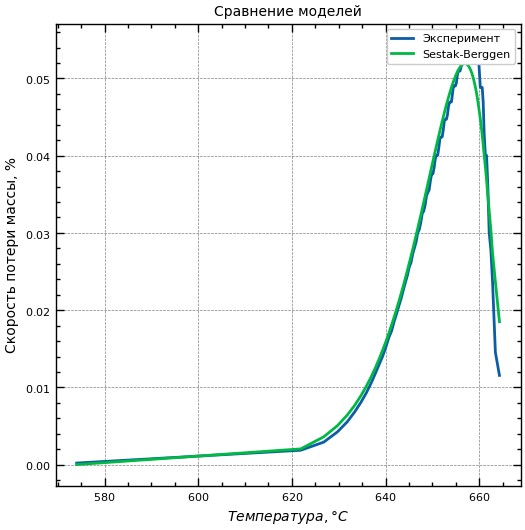 Сравнение моделей
Эксперимент
Sestak-Berggen
Скорость потери массы, %
0.05
0.04
0.03
0.02
0.01
0.00
580 600 620 640 660
Температура, °C